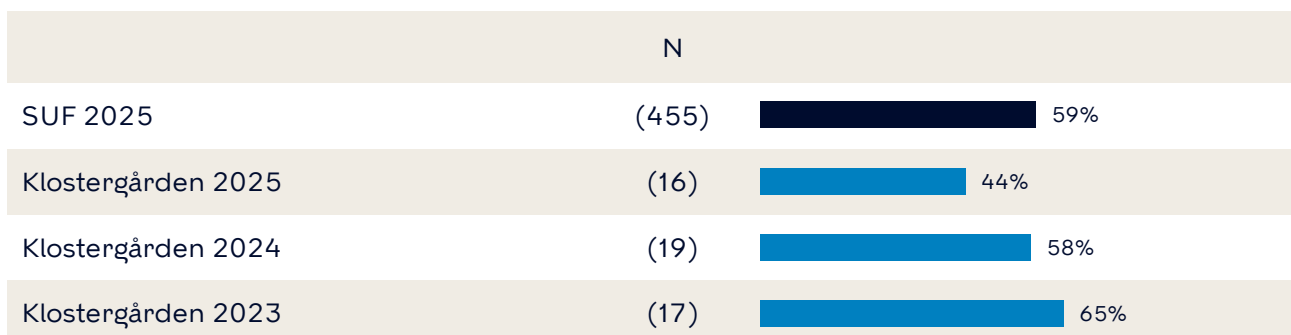 N
SUF 2025 (455) 59%
Klostergården 2025 (16) 44%
Klostergården 2024 (19) 58%
Klostergården 2023 (17) 65%